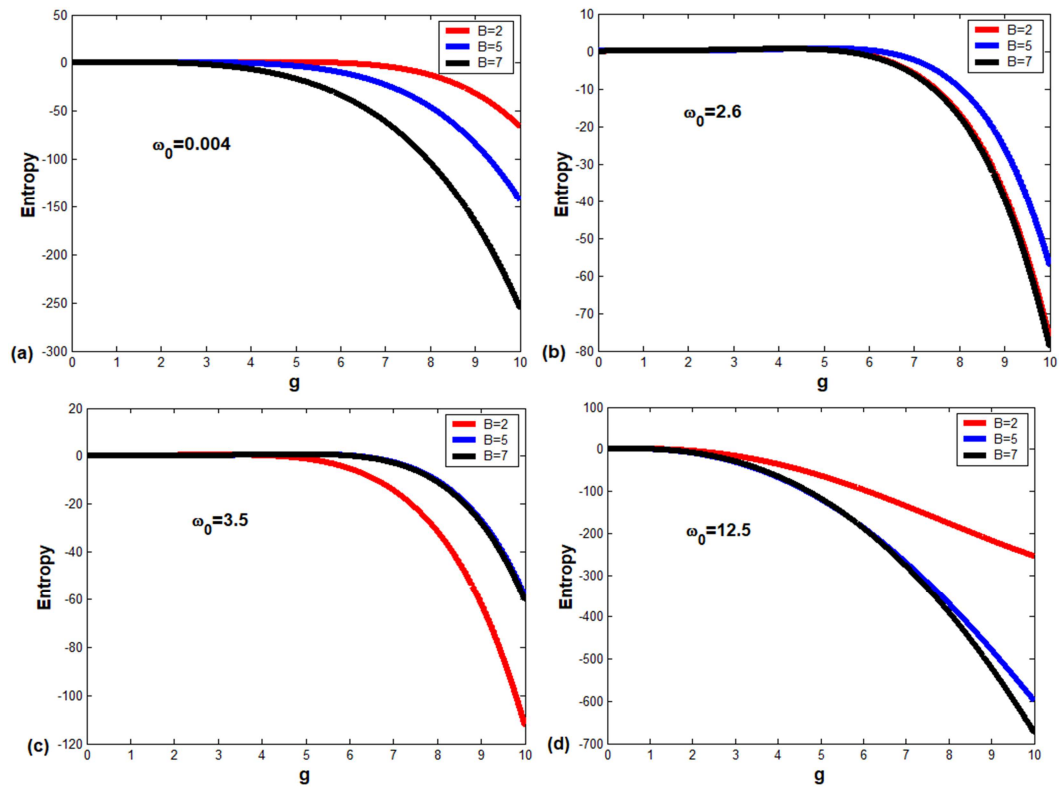 50
0
-50
-100
-150
-200
-250
-300
0 1 2 3 4 5 6 7 8 9 10
Entropy
g
B=2
B=5
B=7
ω0=0.004
(a)
10
0
-10
-20
-30
-40
-50
-60
-70
-80
0 1 2 3 4 5 6 7 8 9 10
Entropy
g
B=2
B=5
B=7
ω0=2.6
(b)
20
0
-20
-40
-60
-80
-100
-120
0 1 2 3 4 5 6 7 8 9 10
Entropy
g
B=2
B=5
B=7
ω0=3.5
(c)
100
0
-100
-200
-300
-400
-500
-600
-700
0 1 2 3 4 5 6 7 8 9 10
Entropy
g
B=2
B=5
B=7
ω0=12.5
(d)